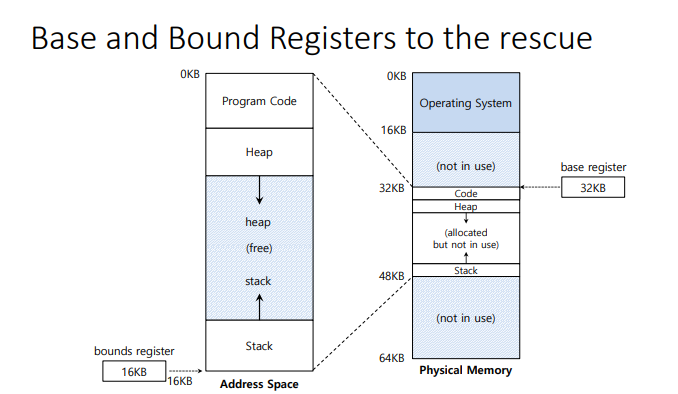 Base and Bound Registers to the rescue
0KB
Program Code
Heap
heap
(free)
stack
Stack
bounds register
16KB
16KB
Address Space
0KB
Operating System
16KB
(not in use)
base register
32KB
32KB
Code
Heap
(allocated
but not in use)
Stack
48KB
(not in use)
64KB
Physical Memory